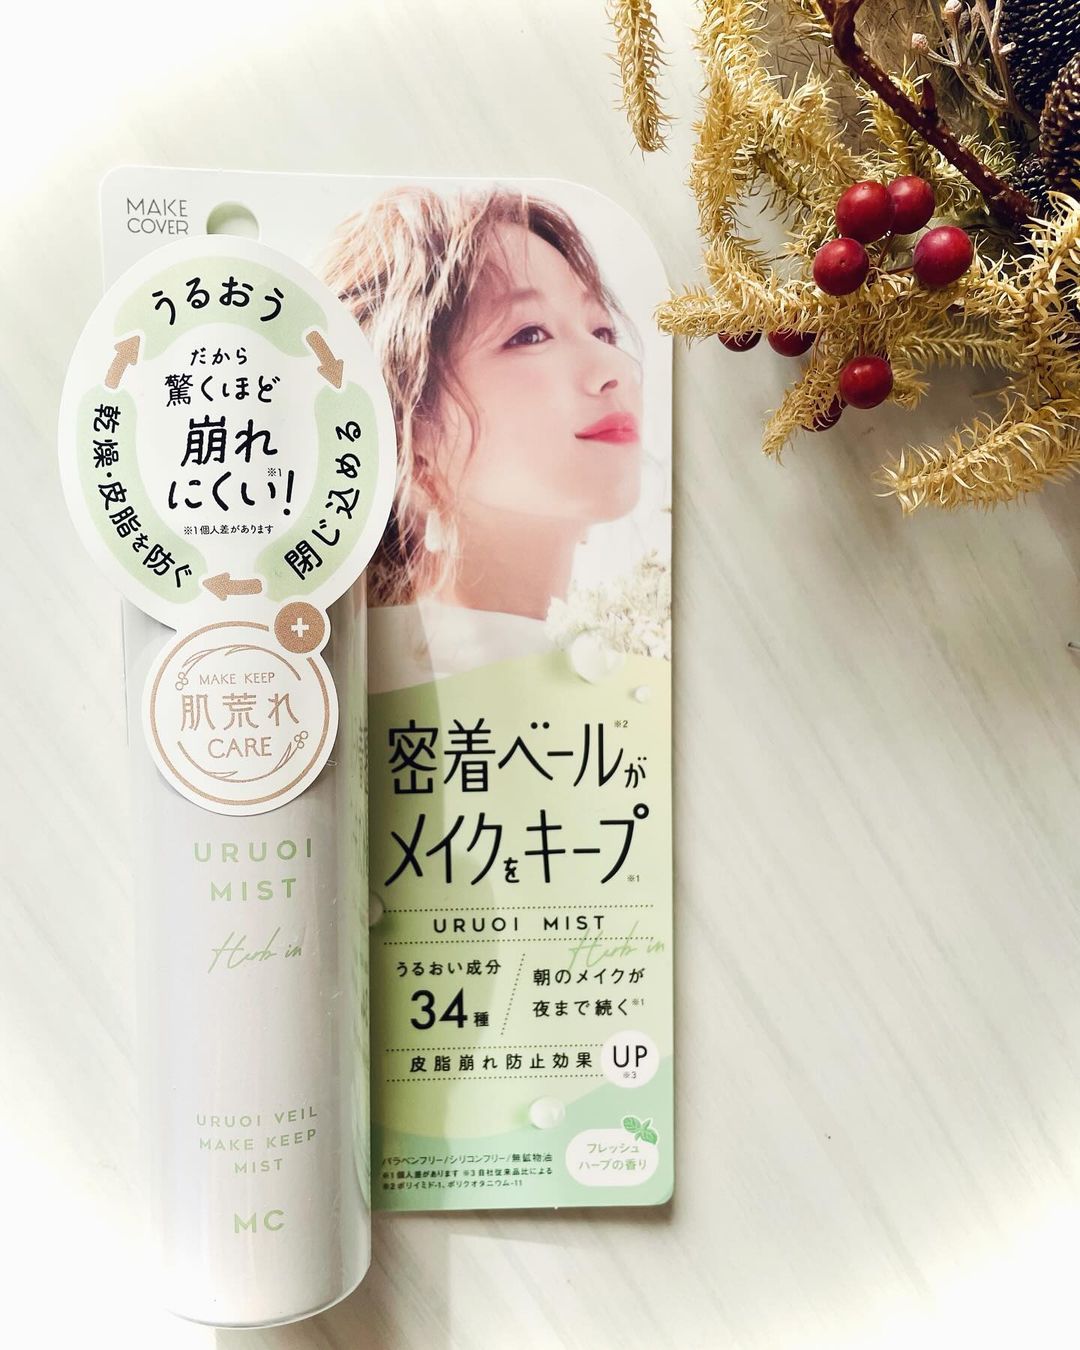 MAKE
COVER
うるおう
閉じ込める
乾燥・皮脂を防ぐ
だから
驚くほど
崩れ
にくい!※1
※1個人差があります
+
MAKE KEEP
肌荒れ
CARE
URUOI
MIST
Herb in
URUOI VEIL
MAKE KEEP
MIST
MC
密着ベール※2が
メイクをキープ※1
URUOI MIST
Herb in
うるおい成分
34種
朝のメイクが
夜まで続く※1
皮脂崩れ防止効果 UP
※3
パラベンフリー/シリコンフリー/無鉱物油
※1個人差があります ※3自社従来品比による
※2ポリイミド-1、ポリクオタニウム-11
フレッシュ
ハーブの香り